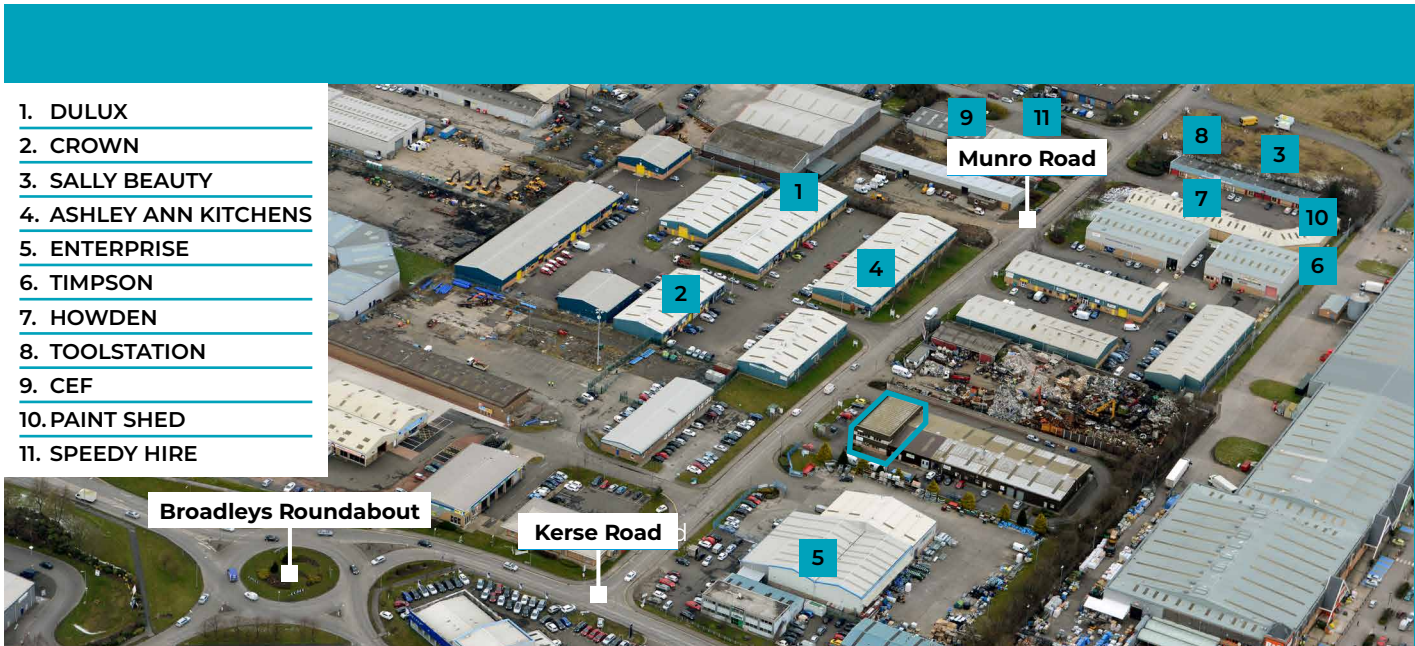 1. DULUX
2. CROWN
3. SALLY BEAUTY
4. ASHLEY ANN KITCHENS
5. ENTERPRISE
6. TIMPSON
7. HOWDEN
8. TOOLSTATION
9. CEF
10. PAINT SHED
11. SPEEDY HIRE
9
11
8
3
Munro Road
1
7
10
4
6
2
Broadleys Roundabout
Kerse Road
d
5